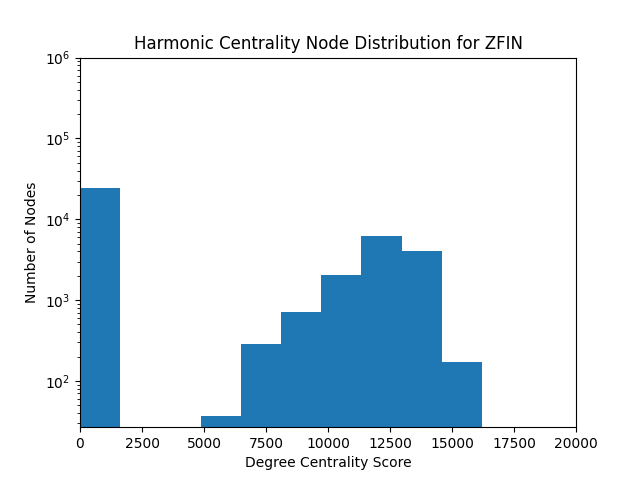 Harmonic Centrality Node Distribution for ZFIN
10^6
10^5
10^4
10^3
10^2
Number of Nodes
0 2500 5000 7500 10000 12500 15000 17500 20000
Degree Centrality Score